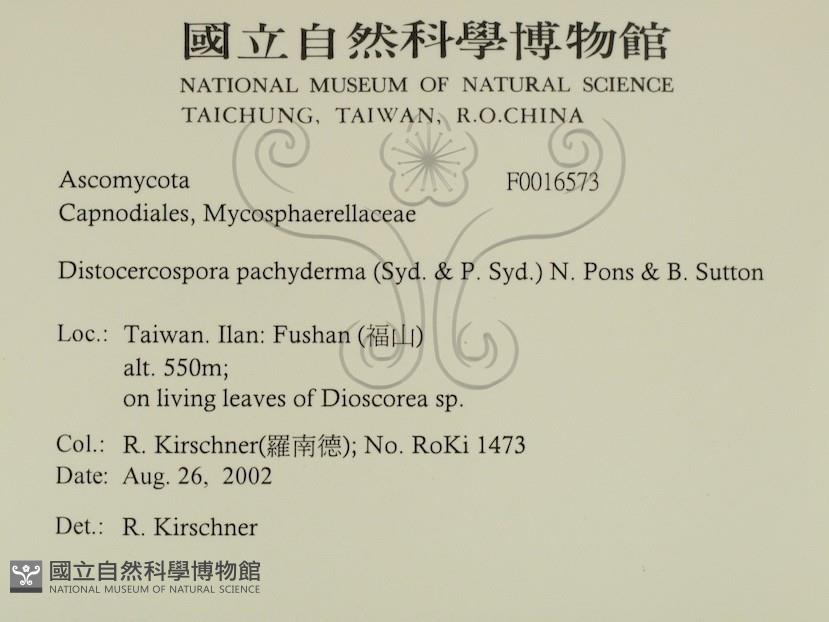 國立自然科學博物館
NATIONAL MUSEUM OF NATURAL SCIENCE
TAICHUNG, TAIWAN, R.O.CHINA
Ascomycota F0016573
Capnodiales, Mycosphaerellaceae
Distocercospora pachyderma (Syd. & P. Syd.) N. Pons & B. Sutton
Loc.: Taiwan. Ilan: Fushan (福山)
alt. 550m;
on living leaves of Dioscorea sp.
Col.: R. Kirschner(羅南德); No. RoKi 1473
Date: Aug. 26, 2002
Det.: R. Kirschner
國立自然科學博物館
NATIONAL MUSEUM OF NATURAL SCIENCE